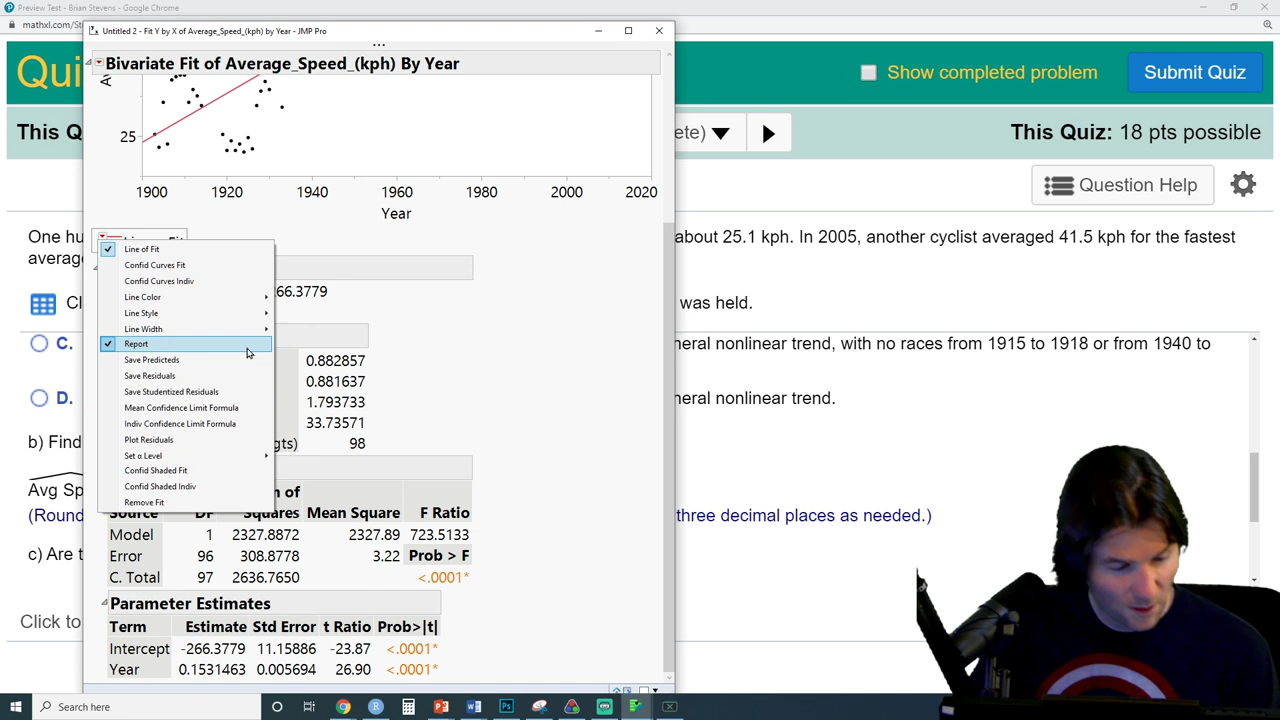 Preview Test - Brian Stevens - Google Chrome
mathxl.com/St
Untitled 2 - Fit Y by X of Average_Speed_(kph) by Year - JMP Pro
Bivariate Fit of Average_Speed_(kph) By Year
Qui
Show completed problem
Submit Quiz
This Q
ete)
This Quiz: 18 pts possible
25
1900 1920 1940 1960 1980 2000 2020
Year
Question Help
One hu
about 25.1 kph. In 2005, another cyclist averaged 41.5 kph for the fastest
average
Line of Fit
Confid Curves Fit
Confid Curves Indiv
Line Color
Line Style
Line Width
Report
Save Predicteds
Save Residuals
Save Studentized Residuals
Mean Confidence Limit Formula
Indiv Confidence Limit Formula
Plot Residuals
Set α Level
Confid Shaded Fit
Confid Shaded Indiv
Remove Fit
66.3779
Cl
was held.
C.
neral nonlinear trend, with no races from 1915 to 1918 or from 1940 to
0.882857
0.881637
1.793733
33.73571
gts) 98
D.
neral nonlinear trend.
b) Find
Avg Sp
(Round
three decimal places as needed.)
c) Are t
Click to
n of
Source DF Squares Mean Square F Ratio
Model 1 2327.8872 2327.89 723.5133
Error 96 308.8778 3.22 Prob > F
C. Total 97 2636.7650 <.0001*
Parameter Estimates
Term Estimate Std Error t Ratio Prob>|t|
Intercept -266.3779 11.15886 -23.87 <.0001*
Year 0.1531463 0.005694 26.90 <.0001*
Search here